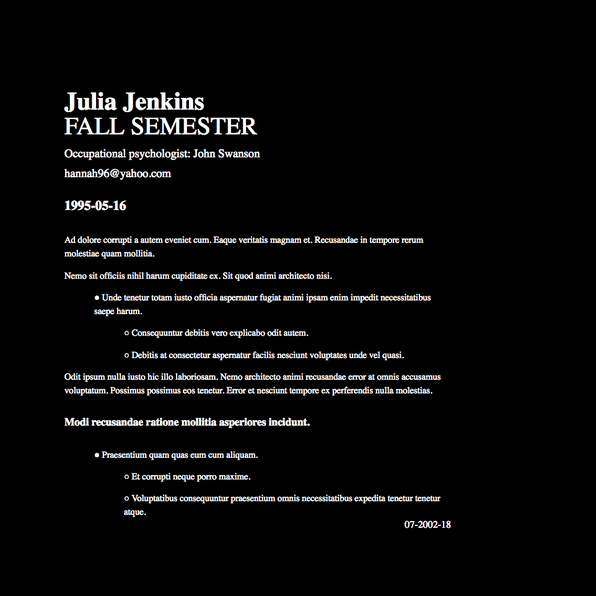 Julia Jenkins
FALL SEMESTER
Occupational psychologist: John Swanson
hannah96@yahoo.com
1995-05-16
Ad dolore corrupti a autem eveniet cum. Eaque veritatis magnam et. Recusandae in tempore rerum
molestiae quam mollitia.
Nemo sit officiis nihil harum cupiditate ex. Sit quod animi architecto nisi.
● Unde tenetur totam iusto officia aspernatur fugiat animi ipsam enim impedit necessitatibus
saepe harum.
○ Consequuntur debitis vero explicabo odit autem.
○ Debitis at consectetur aspernatur facilis nesciunt voluptates unde vel quasi.
Odit ipsum nulla iusto hic illo laboriosam. Nemo architecto animi recusandae error at omnis accusamus
voluptatum. Possimus possimus eos tenetur. Error et nesciunt tempore ex perferendis nulla molestias.
Modi recusandae ratione mollitia asperiores incidunt.
● Praesentium quam quas eum cum aliquam.
○ Et corrupti neque porro maxime.
○ Voluptatibus consequuntur praesentium omnis necessitatibus expedita tenetur tenetur
atque.
07-2002-18